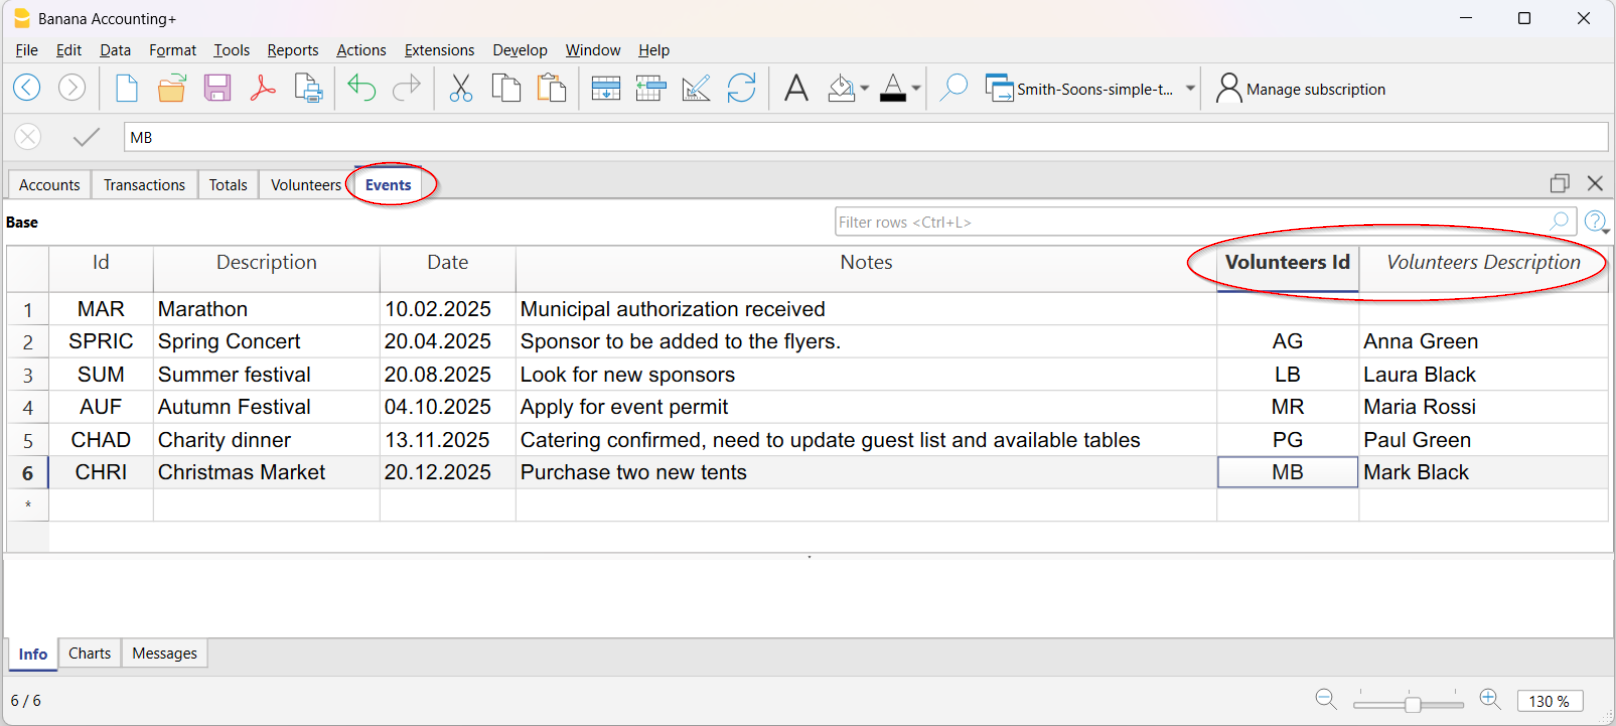 Banana Accounting+
File Edit Data Format Tools Reports Actions Extensions Develop Window Help
A A Smith-Soons-simple-t... Manage subscription
MB
Accounts Transactions Totals Volunteers Events
Base Filter rows <Ctrl+L> ?
Id Description Date Notes Volunteers Id Volunteers Description
1 MAR Marathon 10.02.2025 Municipal authorization received
2 SPRIC Spring Concert 20.04.2025 Sponsor to be added to the flyers. AG Anna Green
3 SUM Summer festival 20.08.2025 Look for new sponsors LB Laura Black
4 AUF Autumn Festival 04.10.2025 Apply for event permit MR Maria Rossi
5 CHAD Charity dinner 13.11.2025 Catering confirmed, need to update guest list and available tables PG Paul Green
6 CHRI Christmas Market 20.12.2025 Purchase two new tents MB Mark Black
*
Info Charts Messages
6 / 6 130 %